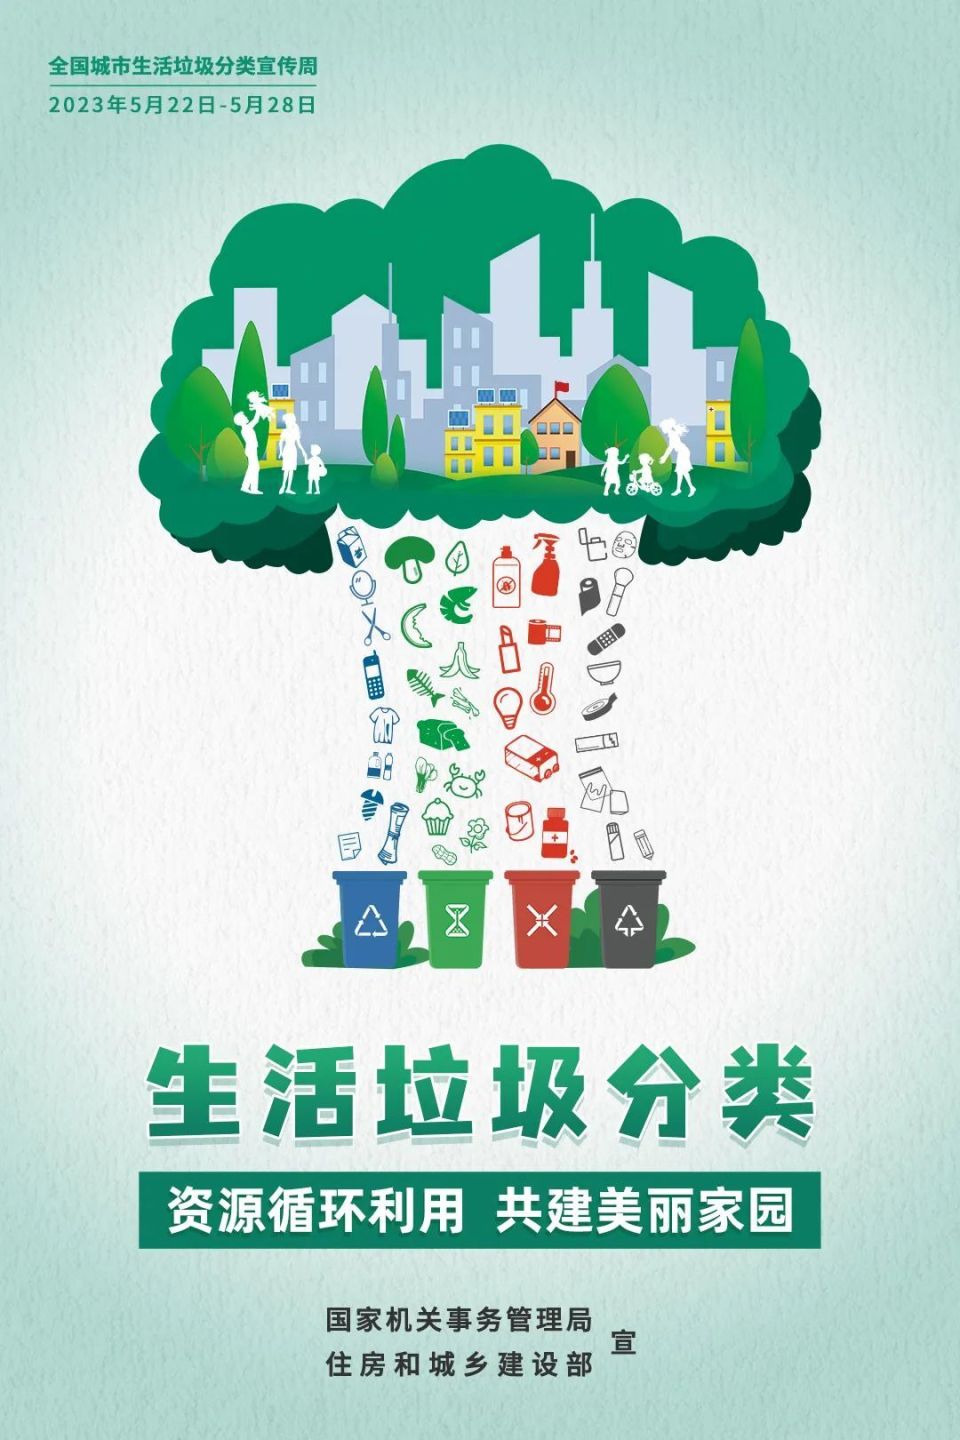 全国城市生活垃圾分类宣传周
2023年5月22日-5月28日
生活垃圾分类
资源循环利用 共建美丽家园
国家机关事务管理局
住房和城乡建设部
宣